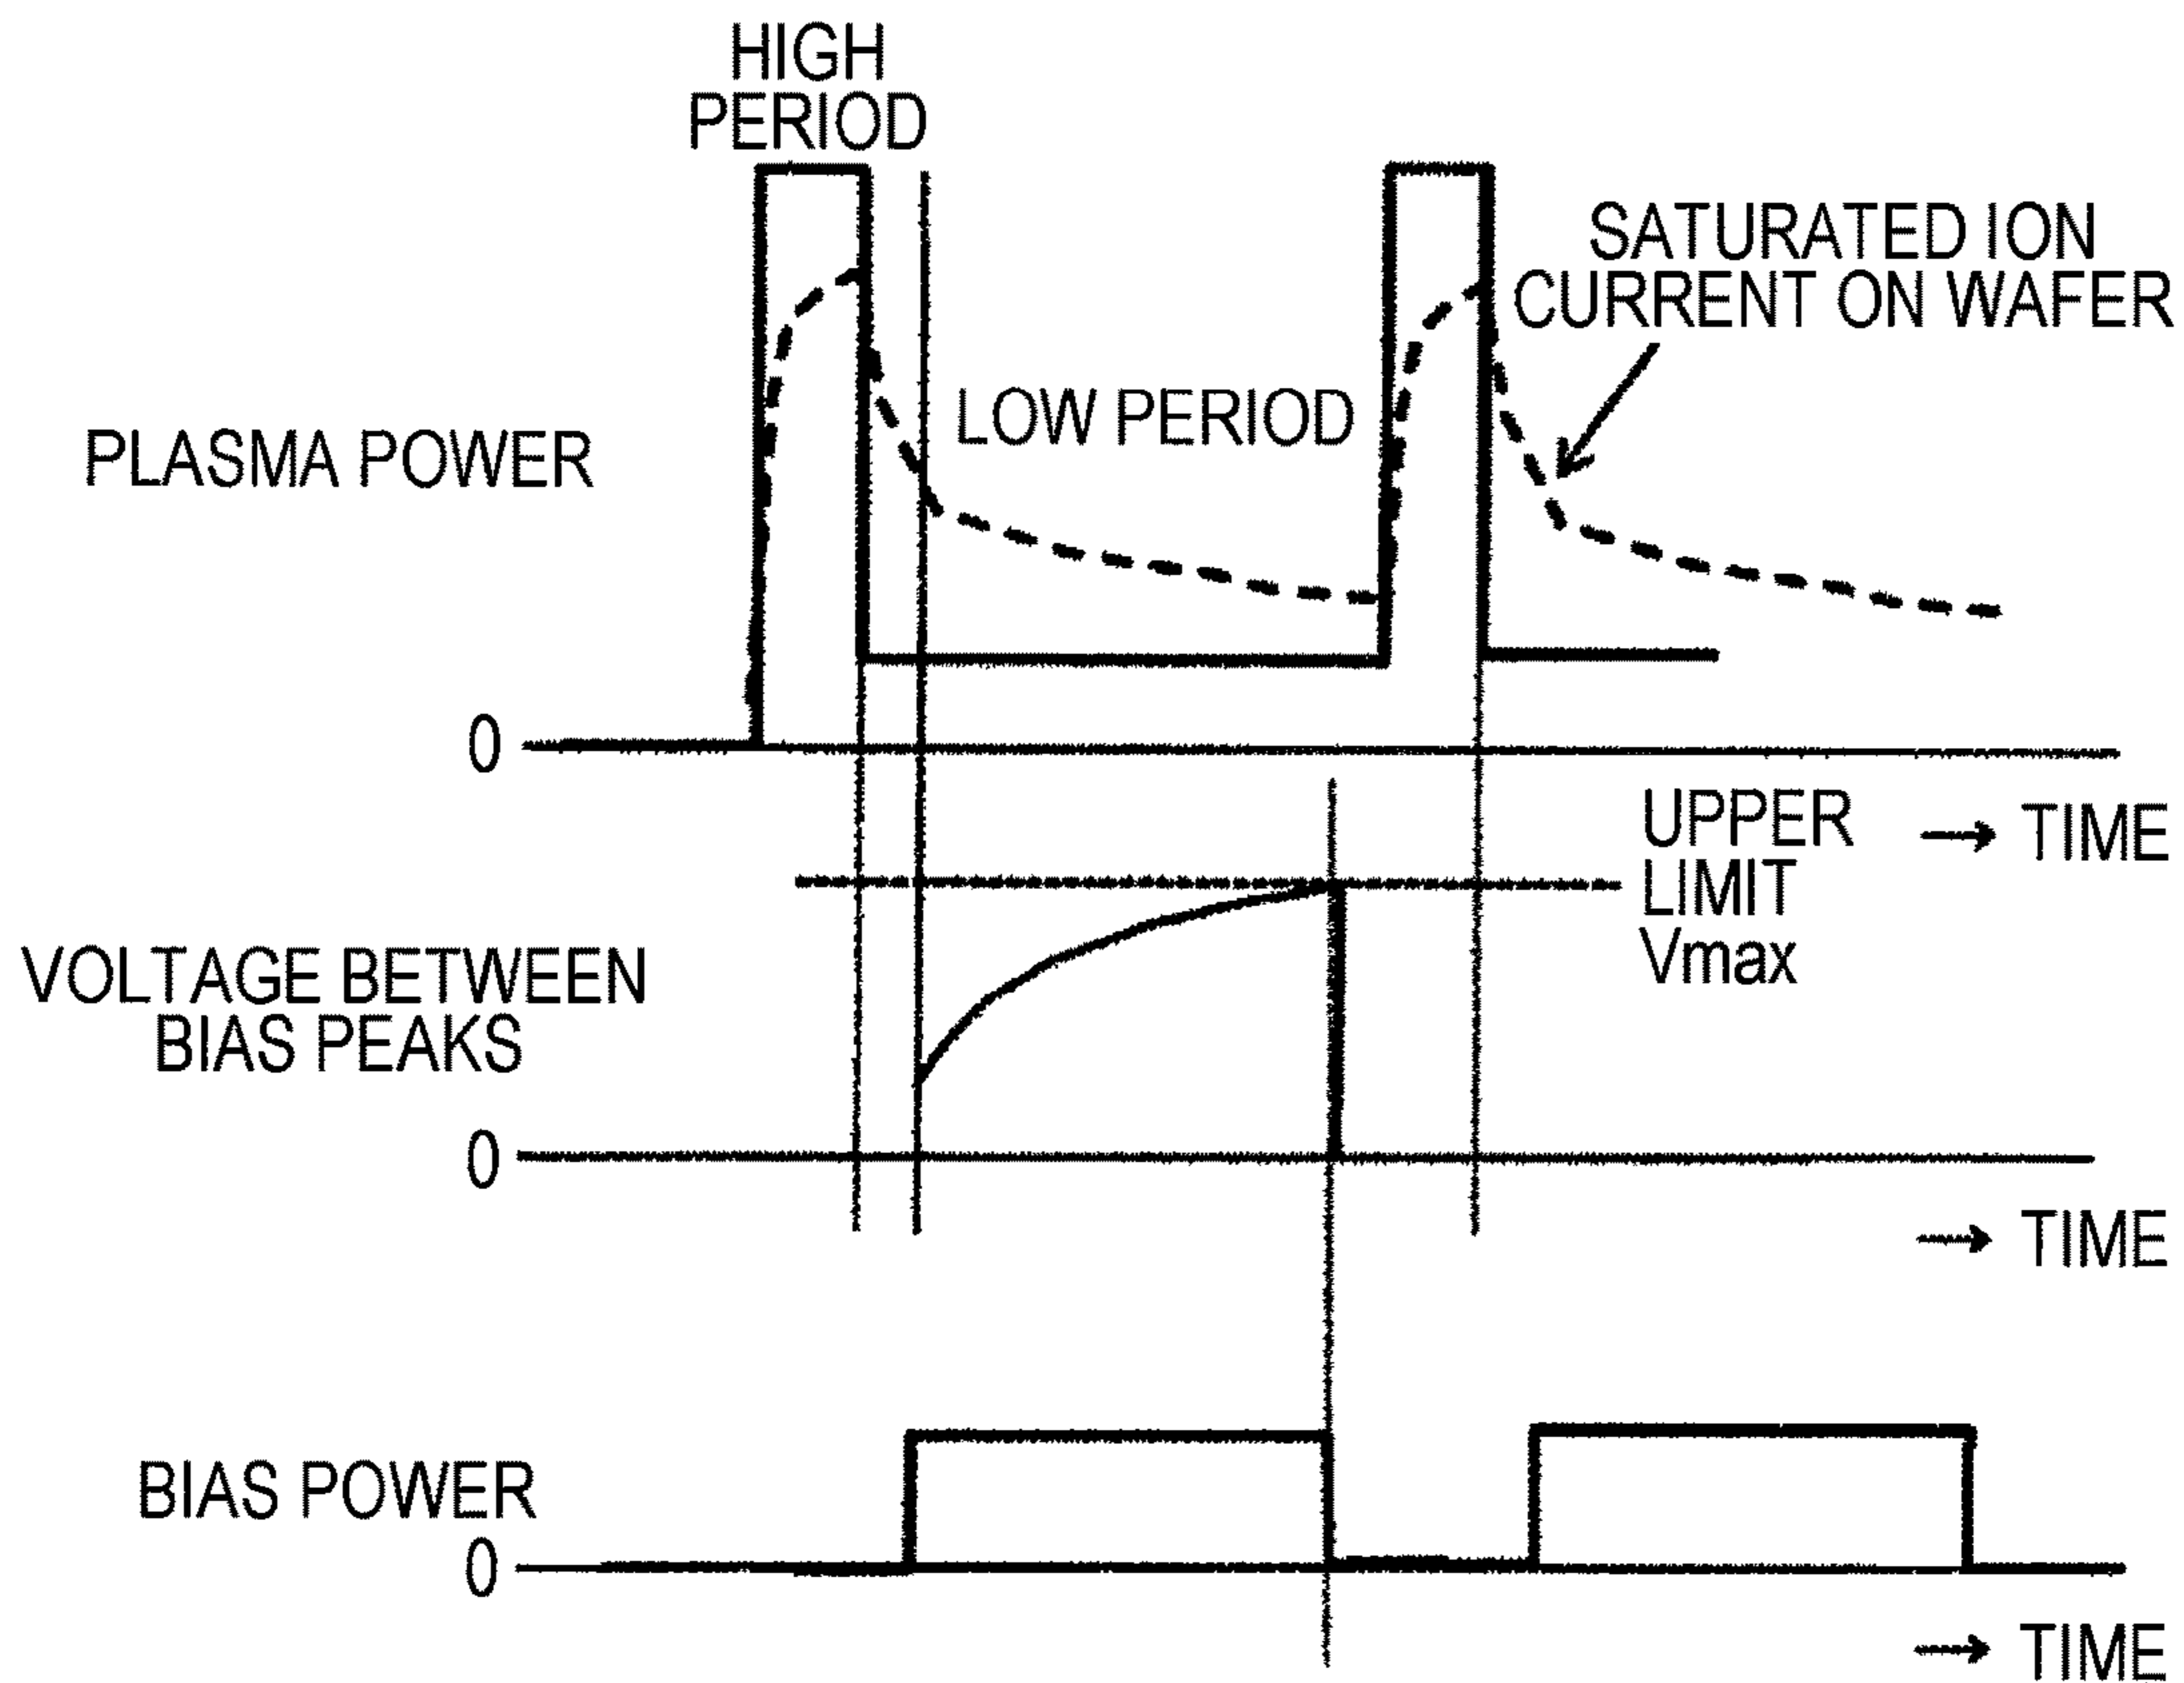 HIGH
PERIOD
SATURATED ION
CURRENT ON WAFER
LOW PERIOD
PLASMA POWER
0
TIME
UPPER
LIMIT
Vmax
VOLTAGE BETWEEN
BIAS PEAKS
0
TIME
BIAS POWER
0
TIME